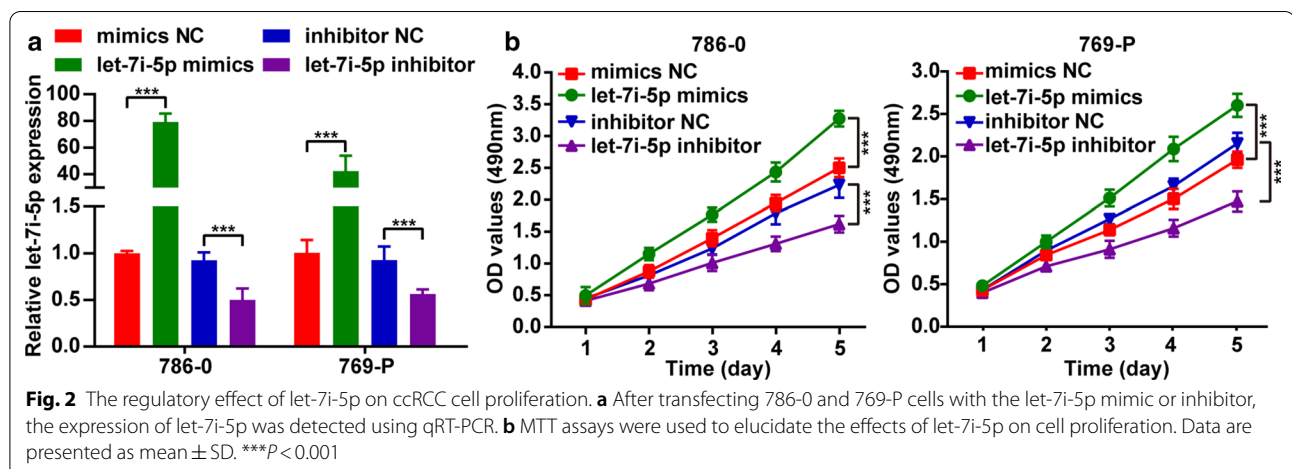 a
mimics NC
inhibitor NC
let-7i-5p mimics
let-7i-5p inhibitor
Relative let-7i-5p expression
100
80
60
40
20
1.5
1.0
0.5
0.0
***
***
***
***
786-0
769-P
b
786-0
OD values (490nm)
4.0
3.5
3.0
2.5
2.0
1.5
1.0
0.5
0.0
mimics NC
let-7i-5p mimics
inhibitor NC
let-7i-5p inhibitor
***
***
1 2 3 4 5
Time (day)
769-P
OD values (490nm)
3.0
2.5
2.0
1.5
1.0
0.5
0.0
mimics NC
let-7i-5p mimics
inhibitor NC
let-7i-5p inhibitor
***
***
1 2 3 4 5
Time (day)
Fig. 2 The regulatory effect of let-7i-5p on ccRCC cell proliferation. a After transfecting 786-0 and 769-P cells with the let-7i-5p mimic or inhibitor,
the expression of let-7i-5p was detected using qRT-PCR. b MTT assays were used to elucidate the effects of let-7i-5p on cell proliferation. Data are
presented as mean ± SD. ***P < 0.001